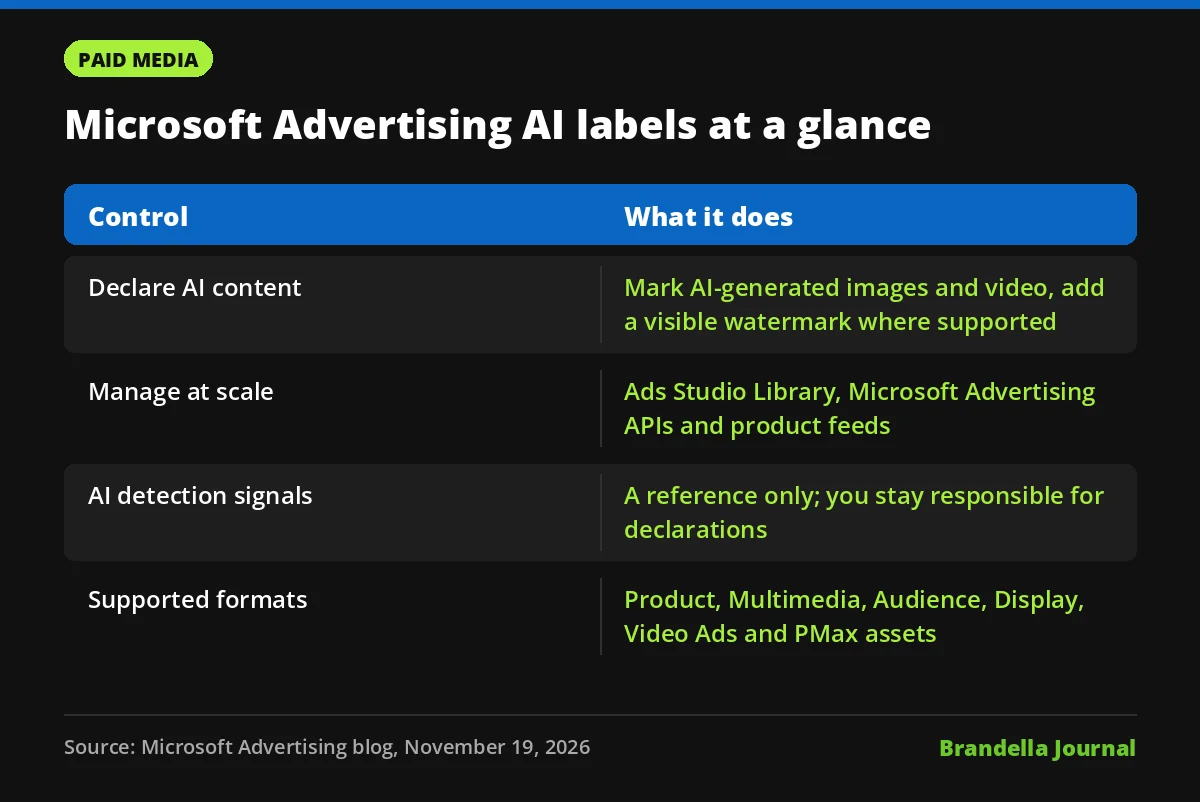 PAID MEDIA
Microsoft Advertising AI labels at a glance
Control
What it does
Declare AI content
Mark AI-generated images and video, add
a visible watermark where supported
Manage at scale
Ads Studio Library, Microsoft Advertising
APIs and product feeds
AI detection signals
A reference only; you stay responsible for
declarations
Supported formats
Product, Multimedia, Audience, Display,
Video Ads and PMax assets
Source: Microsoft Advertising blog, November 19, 2026
Brandella Journal